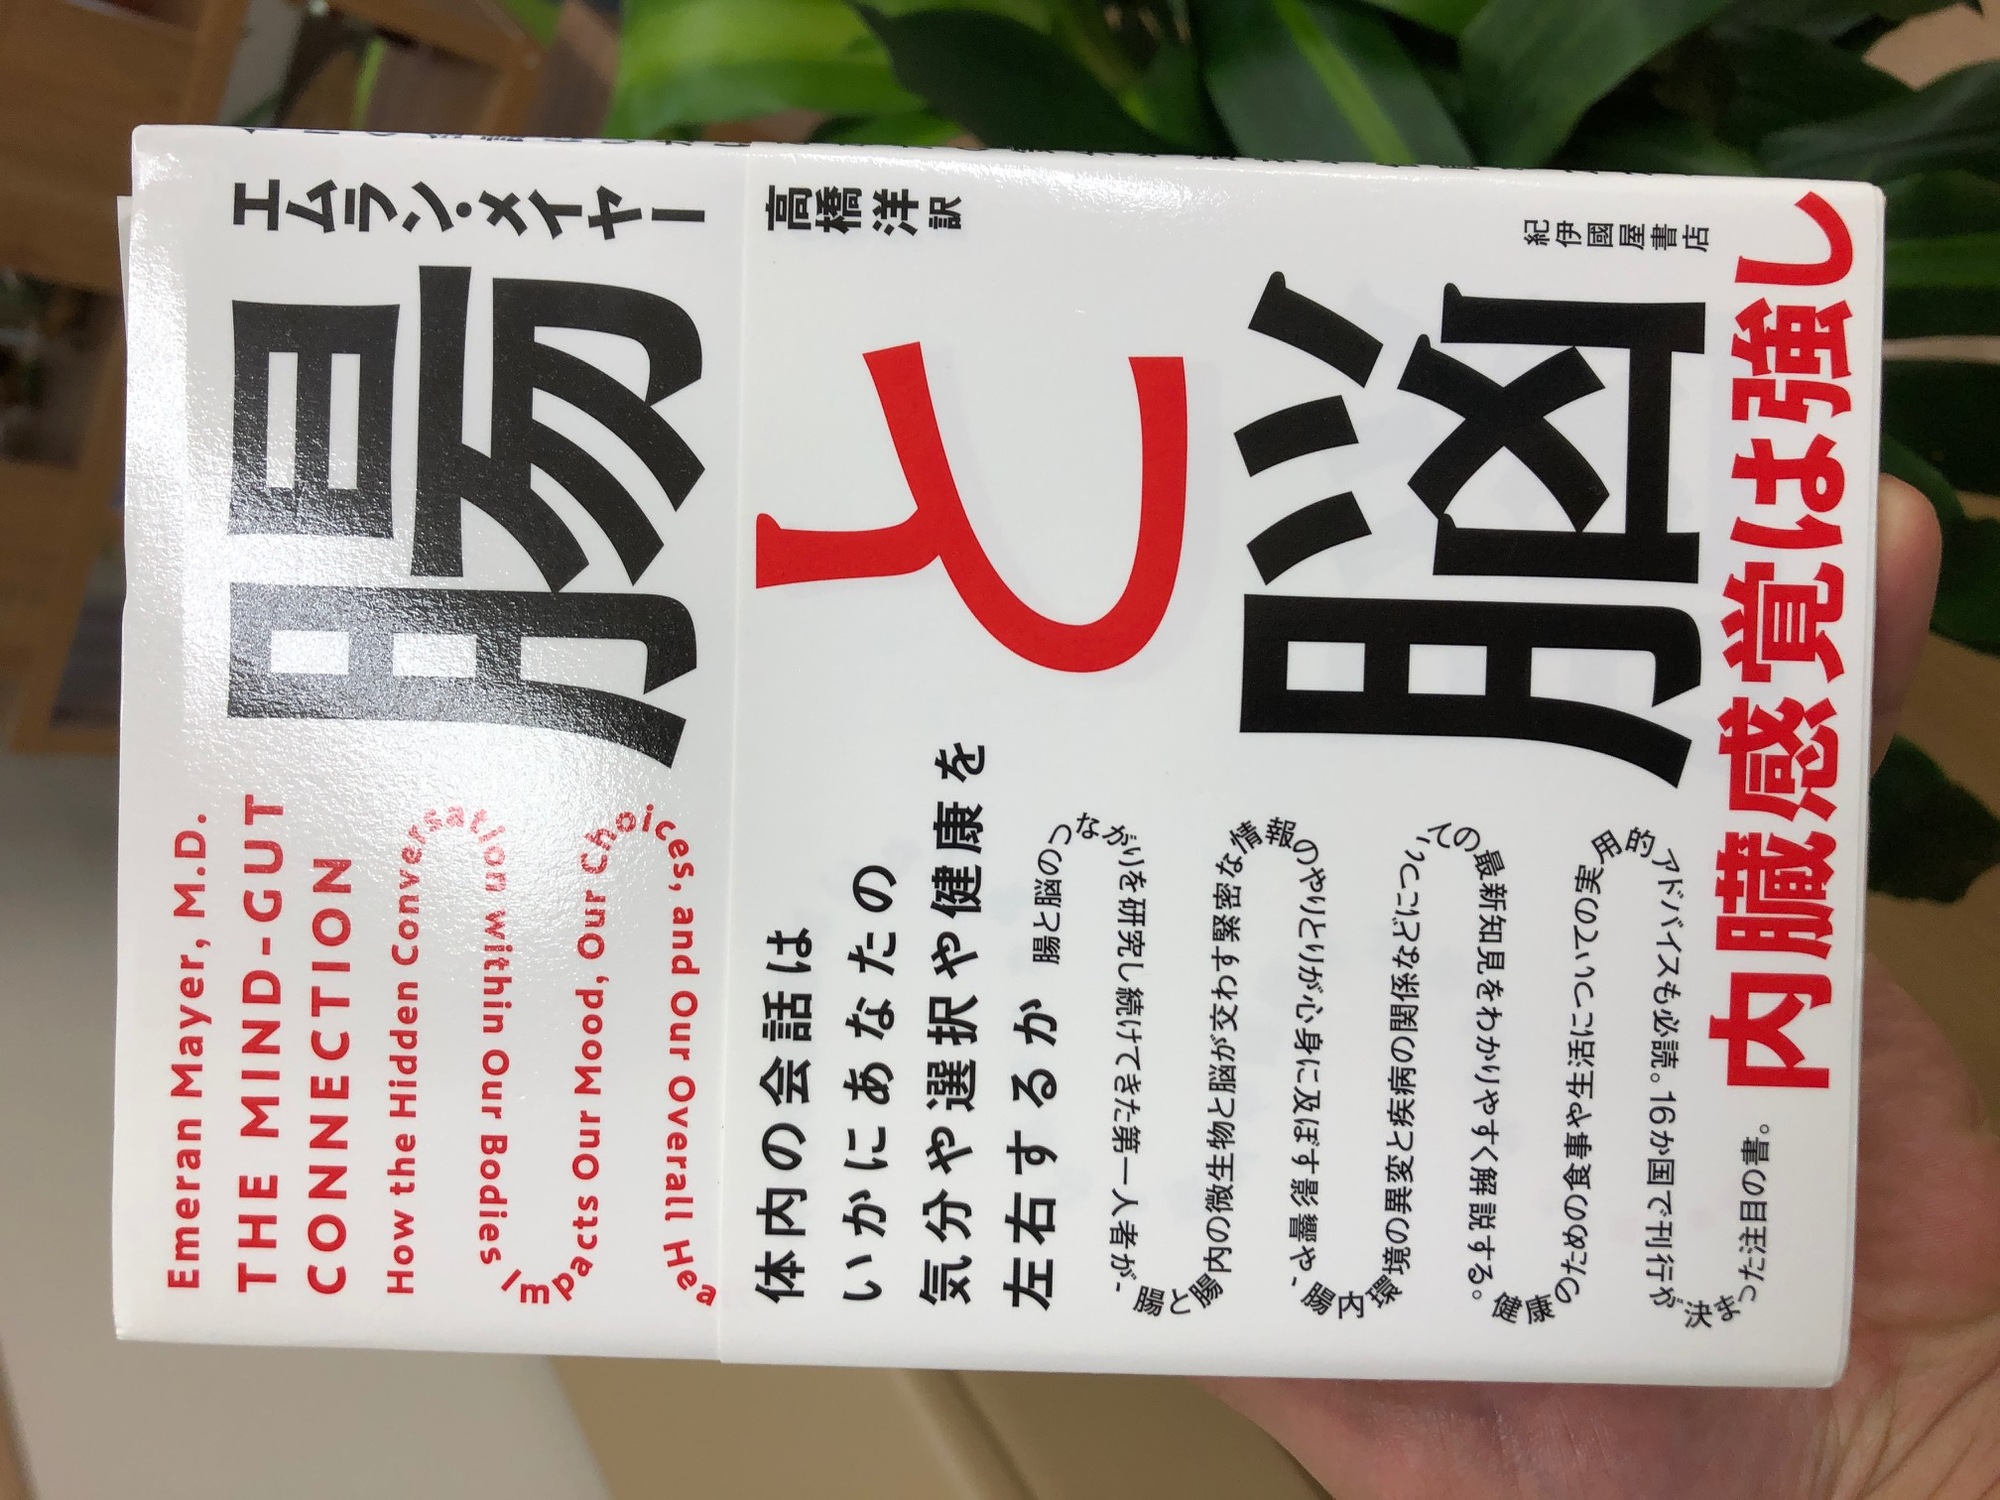 Emeran Mayer, M.D.
THE MIND-GUT
CONNECTION
How the Hidden Conversation within Our Bodies Impacts Our Mood, Our Choices, and Our Overall Hea
腸と脳
エムラン・メイヤー
高橋洋 訳
紀伊國屋書店
体内の会話は
いかにあなたの
気分や選択や健康を
左右するか
腸と脳のつながりを研究し続けてきた第一人者が、腸と腸内の微生物と脳が交わす緊密な情報のやりとりが心身に及ぼす影響や、腸内環境の異変と疾病の関係などについての最新知見をわかりやすく解説する。健康のための食事や生活についての実用的アドバイスも必読。16か国で刊行が決まった注目の書。
内臓感覚は強し